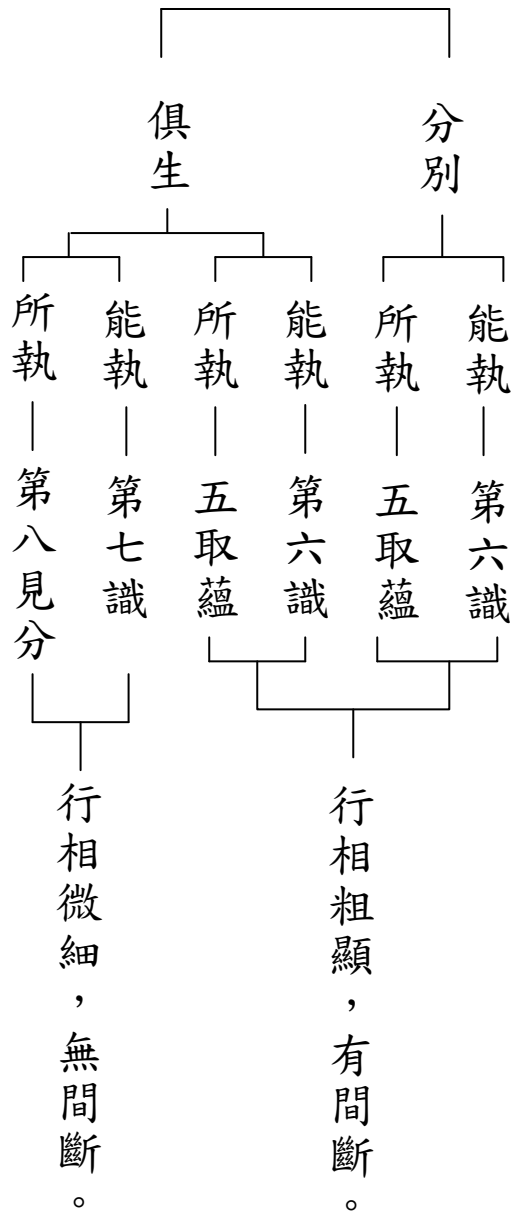 分別
俱生
能執
所執
能執
所執
能執
所執
第六識
五取蘊
第六識
五取蘊
第七識
第八見分
行相粗顯，有間斷。
行相微細，無間斷。